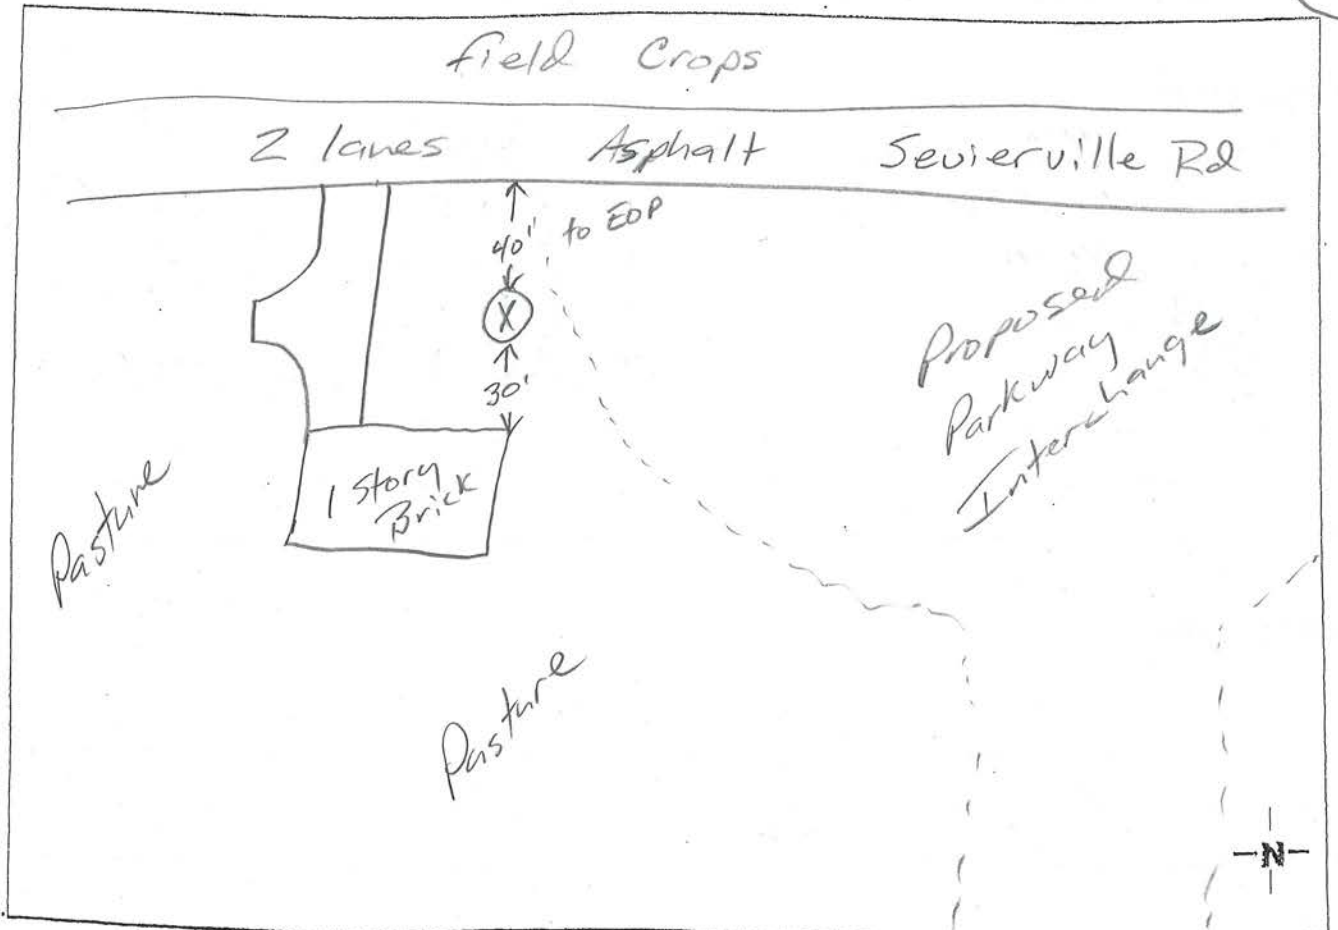 field Crops
2 lanes Asphalt Sevierville Rd
40" to EOP
X
30'
1 Story
Brick
Proposed
Parkway
Interchange
Pasture
Pasture
N